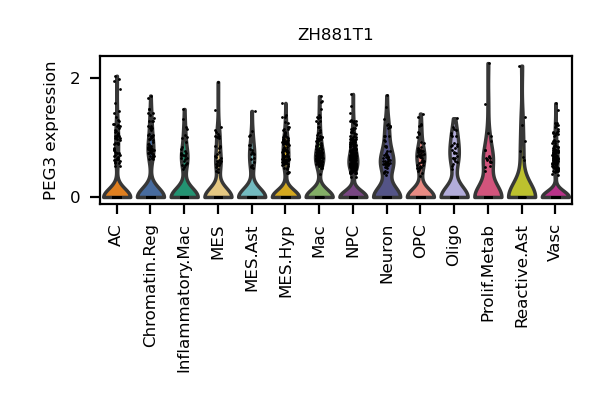 ZH881T1
PEG3 expression
2
0
AC
Chromatin.Reg
Inflammatory.Mac
MES
MES.Ast
MES.Hyp
Mac
NPC
Neuron
OPC
Oligo
Prolif.Metab
Reactive.Ast
Vasc